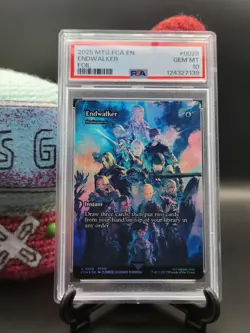 2025 MTG FCA EN #0028
ENDWALKER GEM MT
FOIL 10
PSA 124327139
Endwalker
Instant
Draw three cards, then put two cards
from your hand on top of your library in
any order.
S G